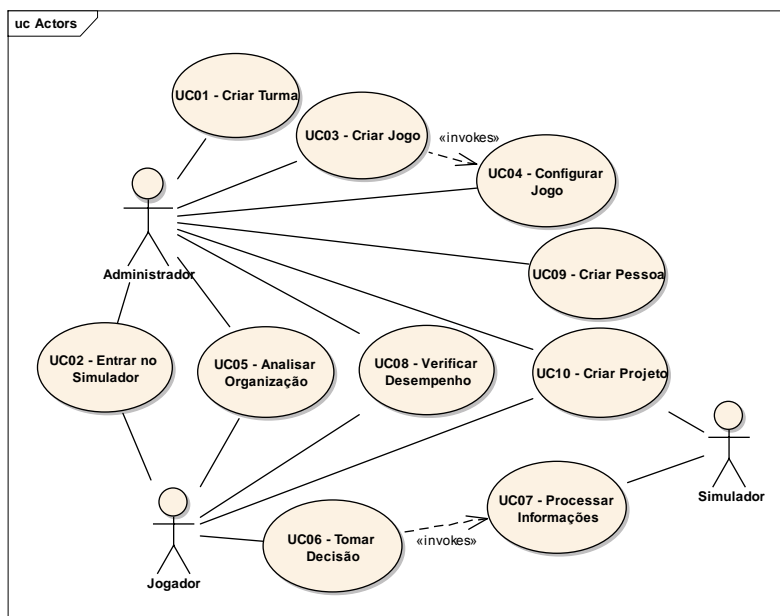 uc Actors
UC01 - Criar Turma
UC03 - Criar Jogo
«invokes»
UC04 - Configurar
Jogo
Administrador
UC09 - Criar Pessoa
UC02 - Entrar no
Simulador
UC05 - Analisar
Organização
UC08 - Verificar
Desempenho
UC10 - Criar Projeto
Simulador
UC07 - Processar
Informações
UC06 - Tomar
Decisão
«invokes»
Jogador